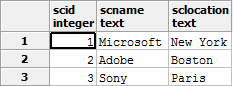 scid integer scname text sclocation text
1 1 Microsoft New York
2 2 Adobe Boston
3 3 Sony Paris